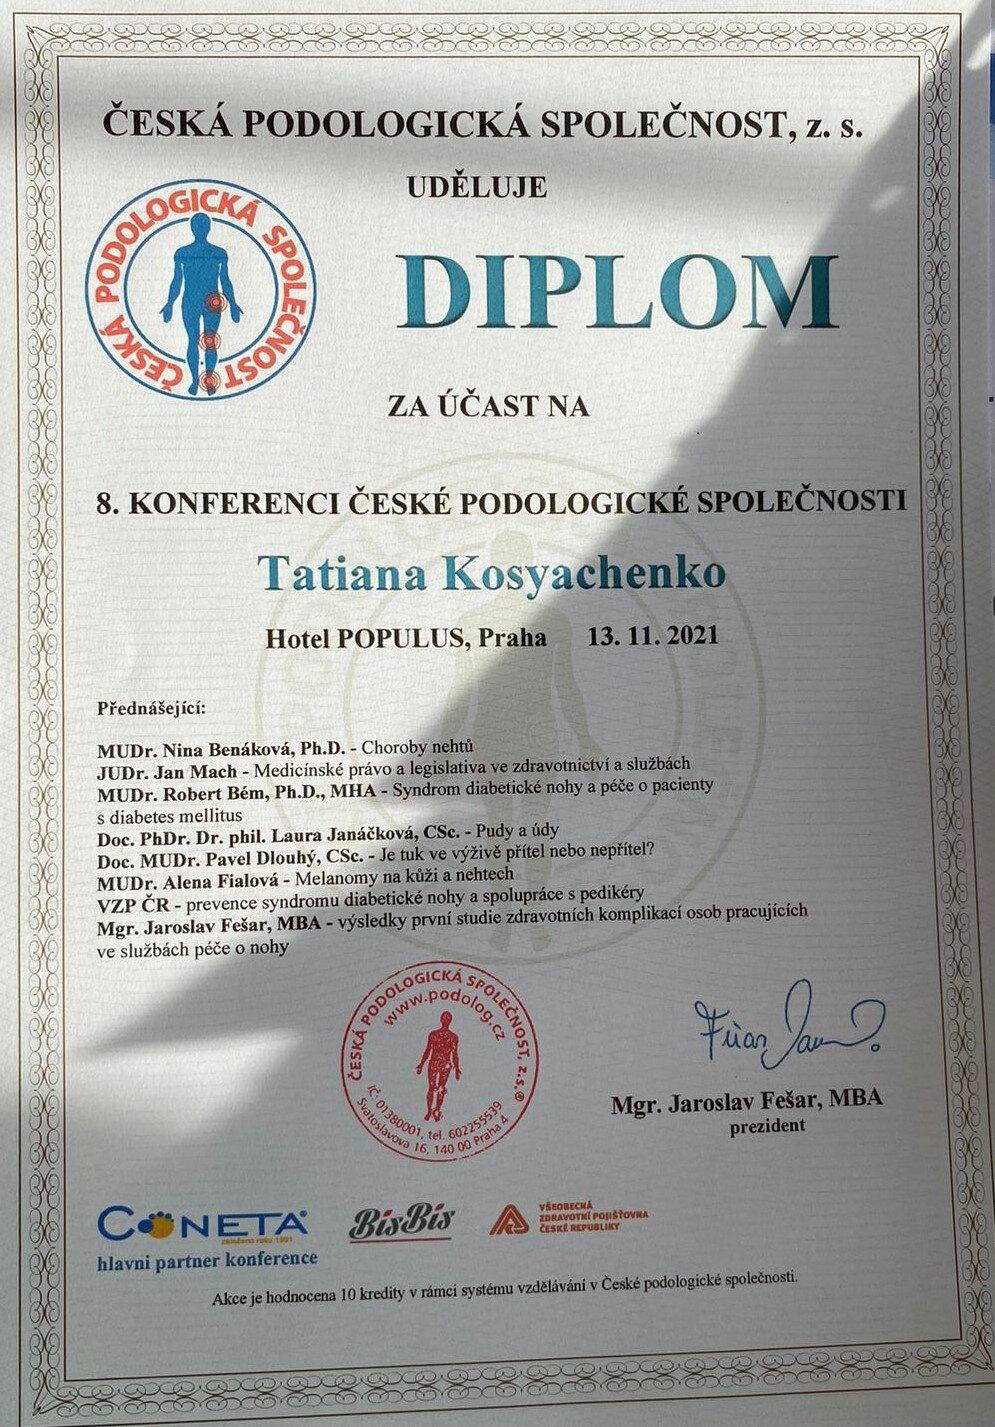 ČESKÁ PODOLOGICKÁ SPOLEČNOST, z. s.
UDĚLUJE
ČESKÁ PODOLOGICKÁ SPOLEČNOST
DIPLOM
ZA ÚČAST NA
8. KONFERENCI ČESKÉ PODOLOGICKÉ SPOLEČNOSTI
Tatiana Kosyachenko
Hotel POPULUS, Praha 13. 11. 2021
Přednášející:
MUDr. Nina Benáková, Ph.D. - Choroby nehtů
JUDr. Jan Mach - Medicínské právo a legislativa ve zdravotnictví a službách
MUDr. Robert Bém, Ph.D., MHA - Syndrom diabetické nohy a péče o pacienty
s diabetes mellitus
Doc. PhDr. Dr. phil. Laura Janáčková, CSc. - Pudy a údy
Doc. MUDr. Pavel Dlouhý, CSc. - Je tuk ve výživě přítel nebo nepřítel?
MUDr. Alena Fialová - Melanomy na kůži a nehtech
VZP ČR - prevence syndromu diabetické nohy a spolupráce s pedikéry
Mgr. Jaroslav Fešar, MBA - výsledky první studie zdravotních komplikací osob pracujících
ve službách péče o nohy
ČESKÁ PODOLOGICKÁ SPOLEČNOST, z.s.®
www.podolog.cz
IČ: 01380001, tel. 602255539
Svatoslavova 16, 140 00 Praha 4
Mgr. Jaroslav Fešar, MBA
prezident
CONETA®
založeno roku 1991
hlavni partner konference
BisBis
VŠEOBECNÁ
ZDRAVOTNÍ POJIŠŤOVNA
ČESKÉ REPUBLIKY
Akce je hodnocena 10 kredity v rámci systému vzdělávání v České podologické společnosti.